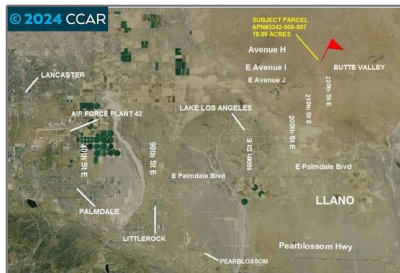 © 2024 CCAR
SUBJECT PARCEL
APN#3342-008-007
19.09 ACRES
Avenue H
E Avenue I
BUTTE VALLEY
E Avenue J
LANCASTER
220th St E
210th St E
AIR FORCE PLANT 42
LAKE LOS ANGELES
200th St E
40th St E
90th St E
160th St E
E Palmdale Blvd
E Palmdale Blvd
LLANO
PALMDALE
LITTLEROCK
Pearblossom Hwy
PEARBLOSSOM